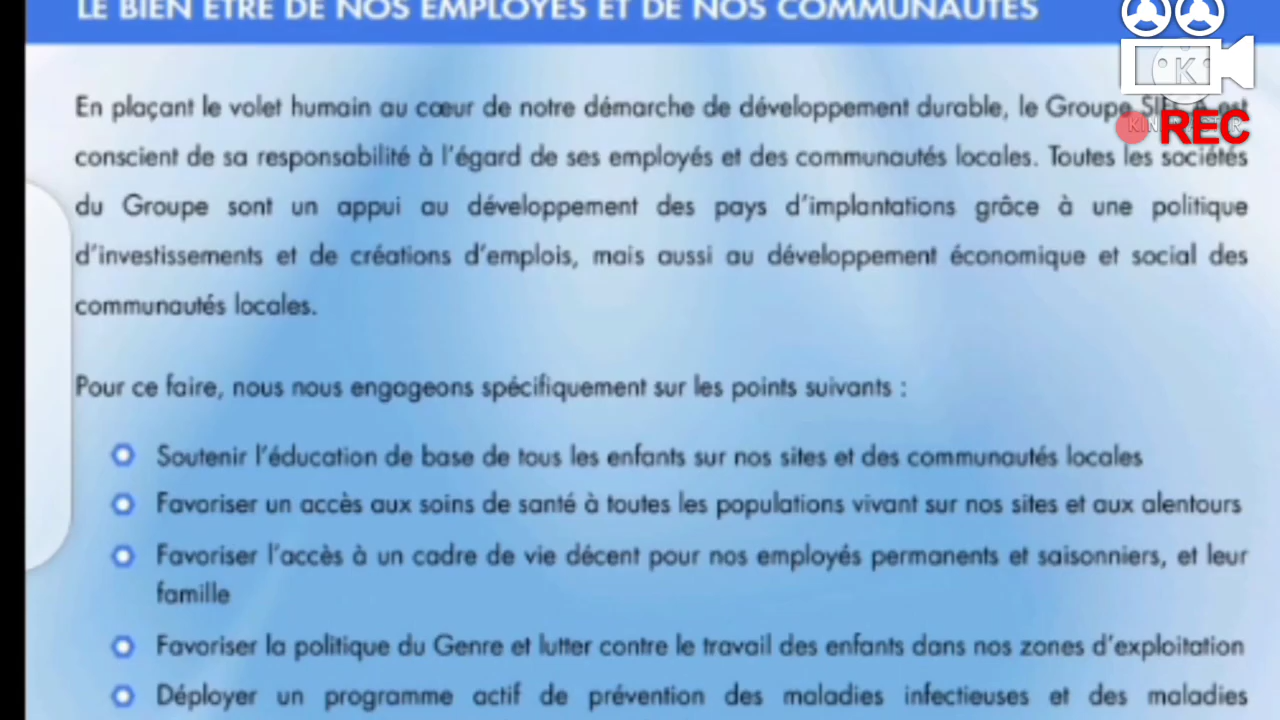 LE BIEN ETRE DE NOS EMPLOYES ET DE NOS COMMUNAUTES
En plaçant le volet humain au cœur de notre démarche de développement durable, le Groupe SIFCA est
conscient de sa responsabilité à l'égard de ses employés et des communautés locales. Toutes les sociétés
du Groupe sont un appui au développement des pays d'implantations grâce à une politique
d'investissements et de créations d'emplois, mais aussi au développement économique et social des
communautés locales.
Pour ce faire, nous nous engageons spécifiquement sur les points suivants :
Soutenir l'éducation de base de tous les enfants sur nos sites et des communautés locales
Favoriser un accès aux soins de santé à toutes les populations vivant sur nos sites et aux alentours
Favoriser l'accès à un cadre de vie décent pour nos employés permanents et saisonniers, et leur
famille
Favoriser la politique du Genre et lutter contre le travail des enfants dans nos zones d'exploitation
Déployer un programme actif de prévention des maladies infectieuses et des maladies
K
REC